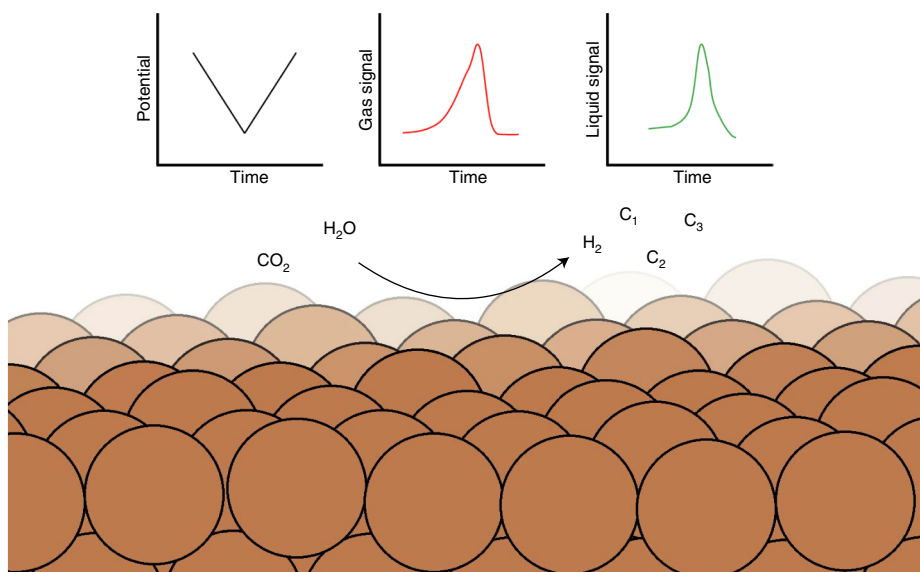 Potential
Time
Gas signal
Time
Liquid signal
Time
CO₂
H₂O
H₂
C₁
C₂
C₃